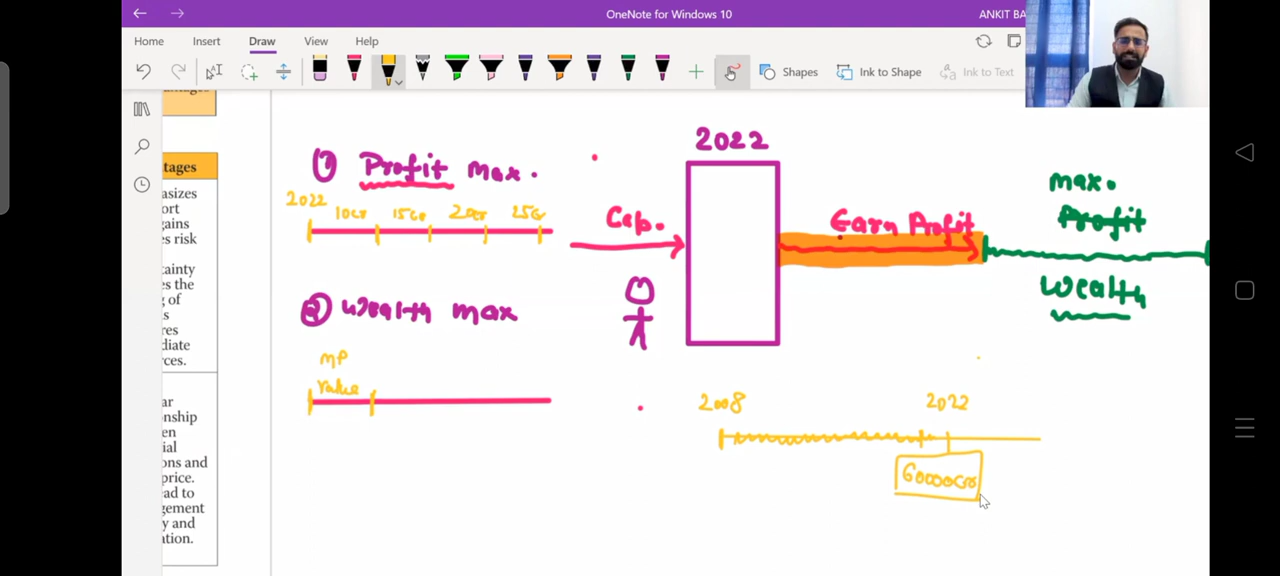 OneNote for Windows 10
ANKIT BA
Home Insert Draw View Help
Shapes Ink to Shape Ink to Text
tages
asizes
ort
gains
es risk
tainty
es the
g of
s
res
diate
rces.
ar
onship
en
ial
ons and
price.
ad to
gement
y and
ation.
① Profit max.
2022 10cr 15cr 20cr 25cr
② Wealth max
MP
Value
2022
Cap.
Earn Profit
max.
Profit
Wealth
2008 2022
60000cr